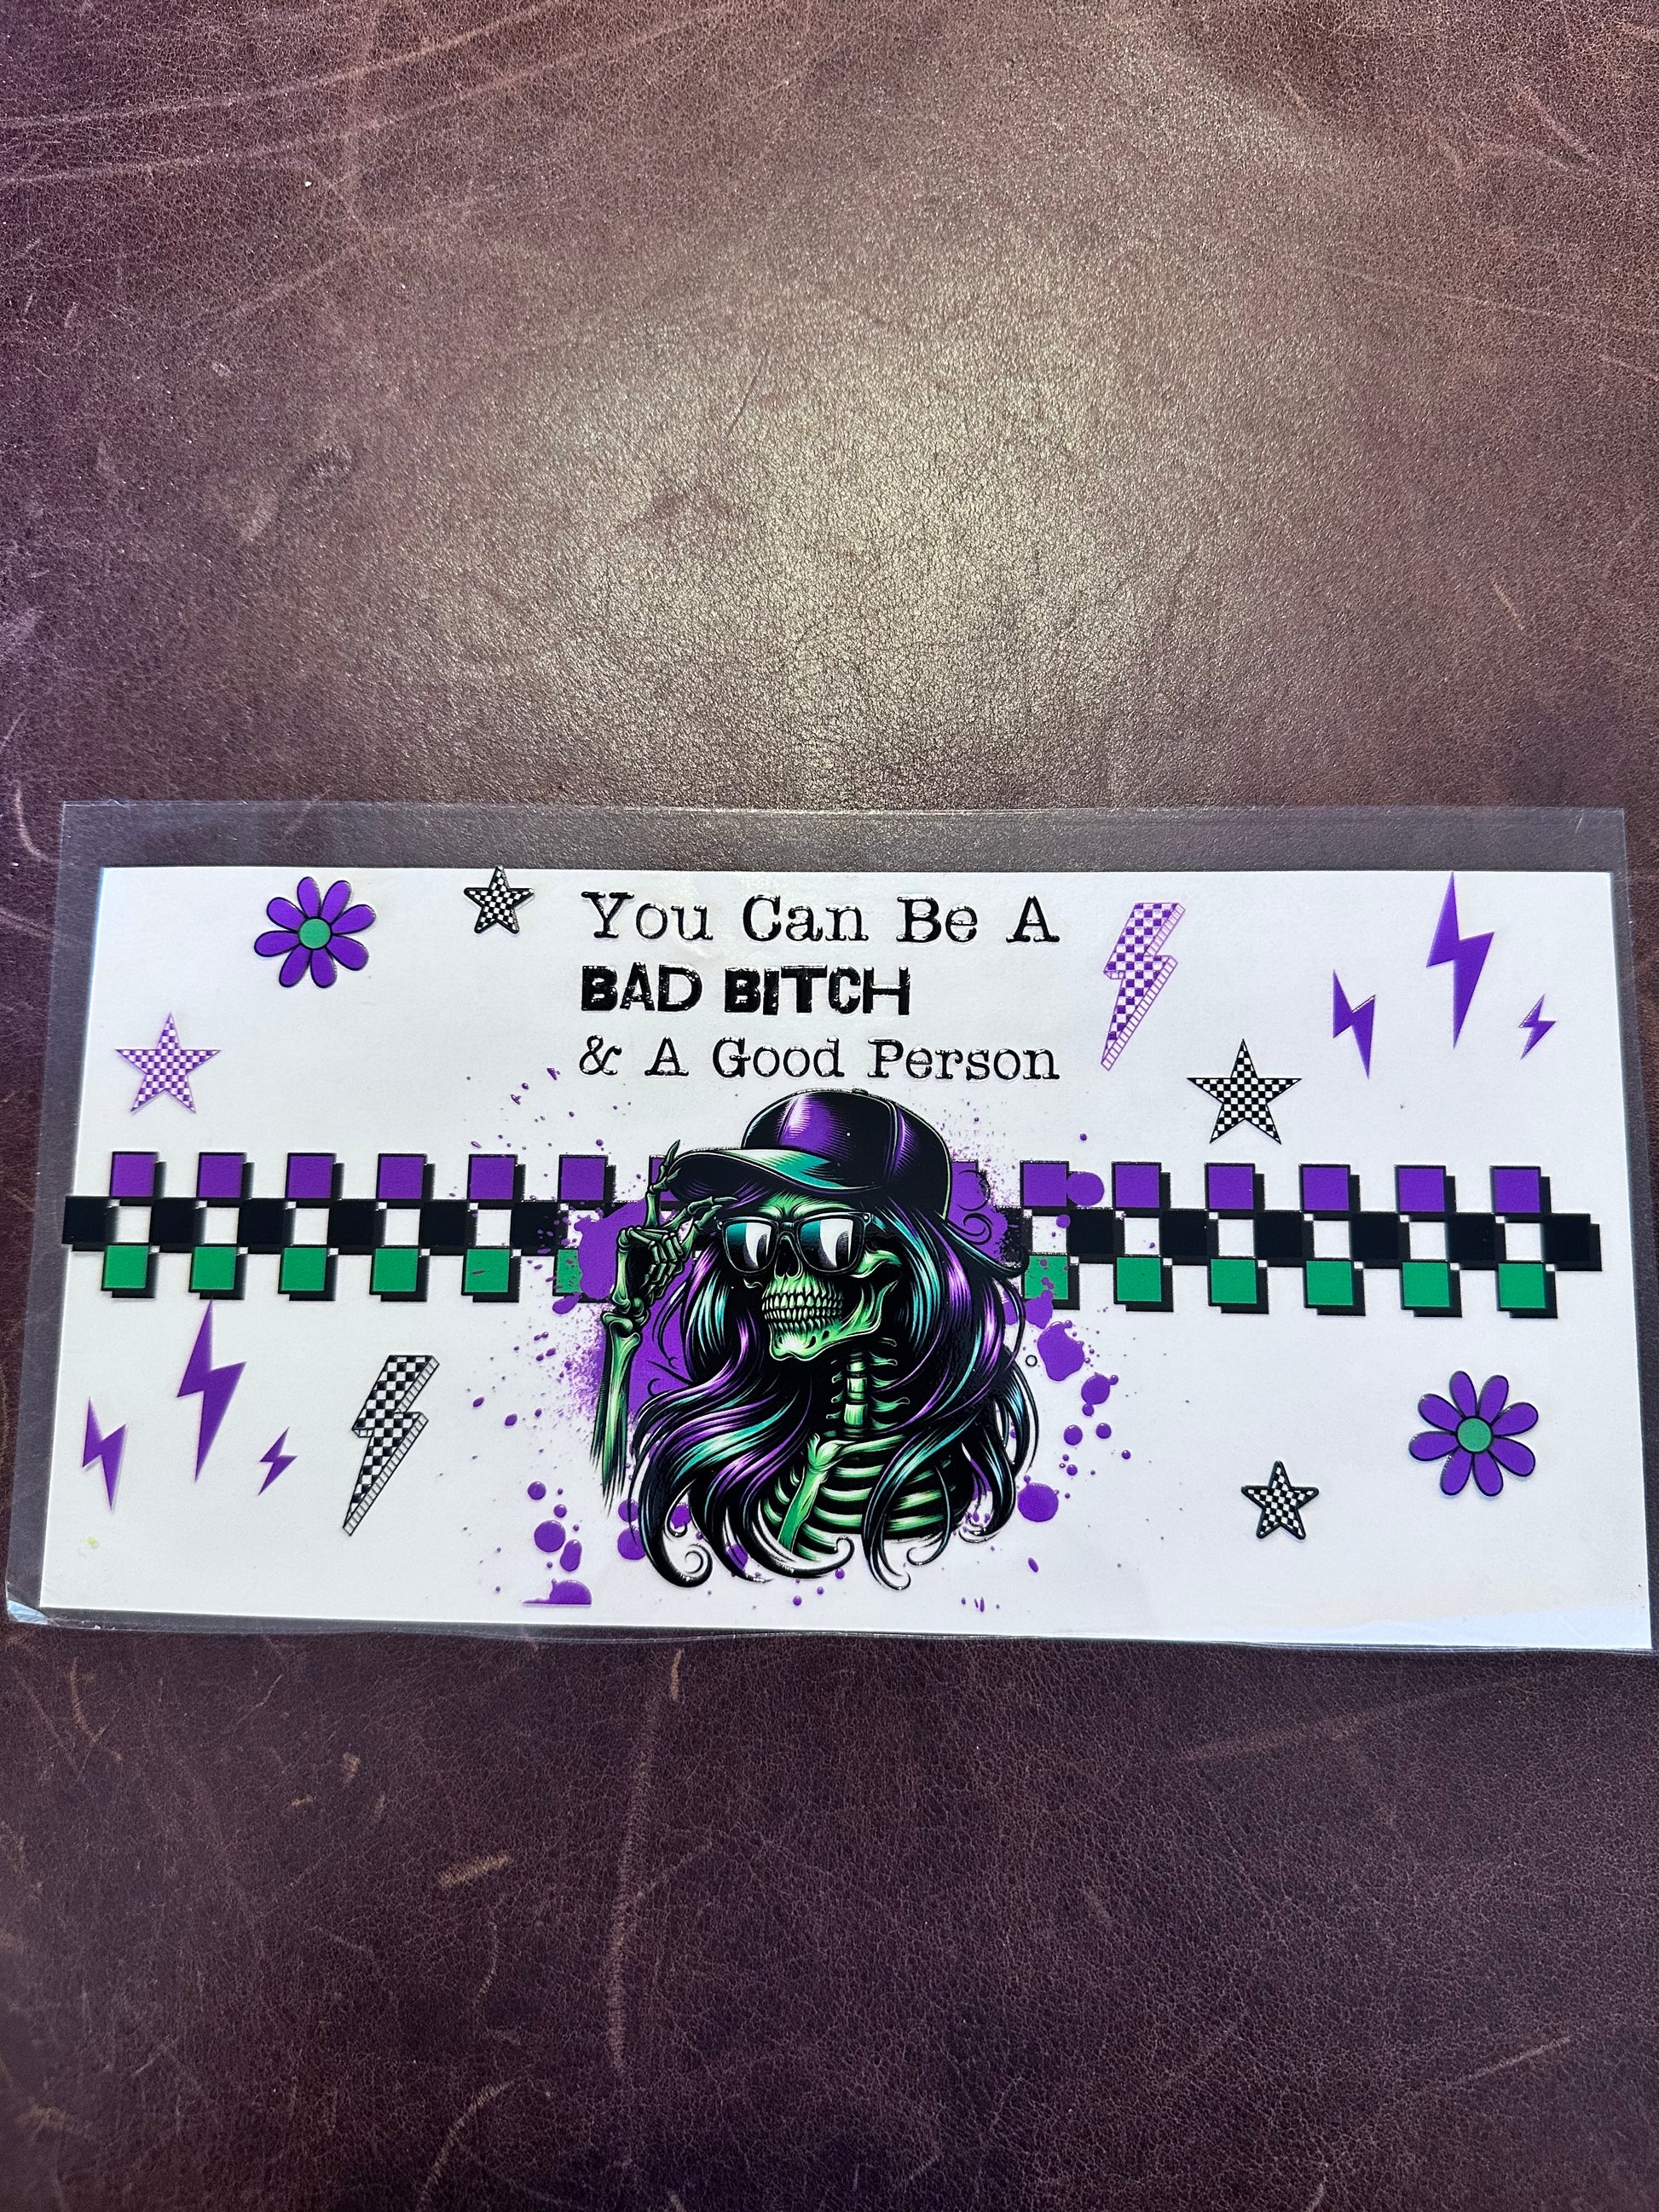 You Can Be A
BAD BITCH
& A Good Person